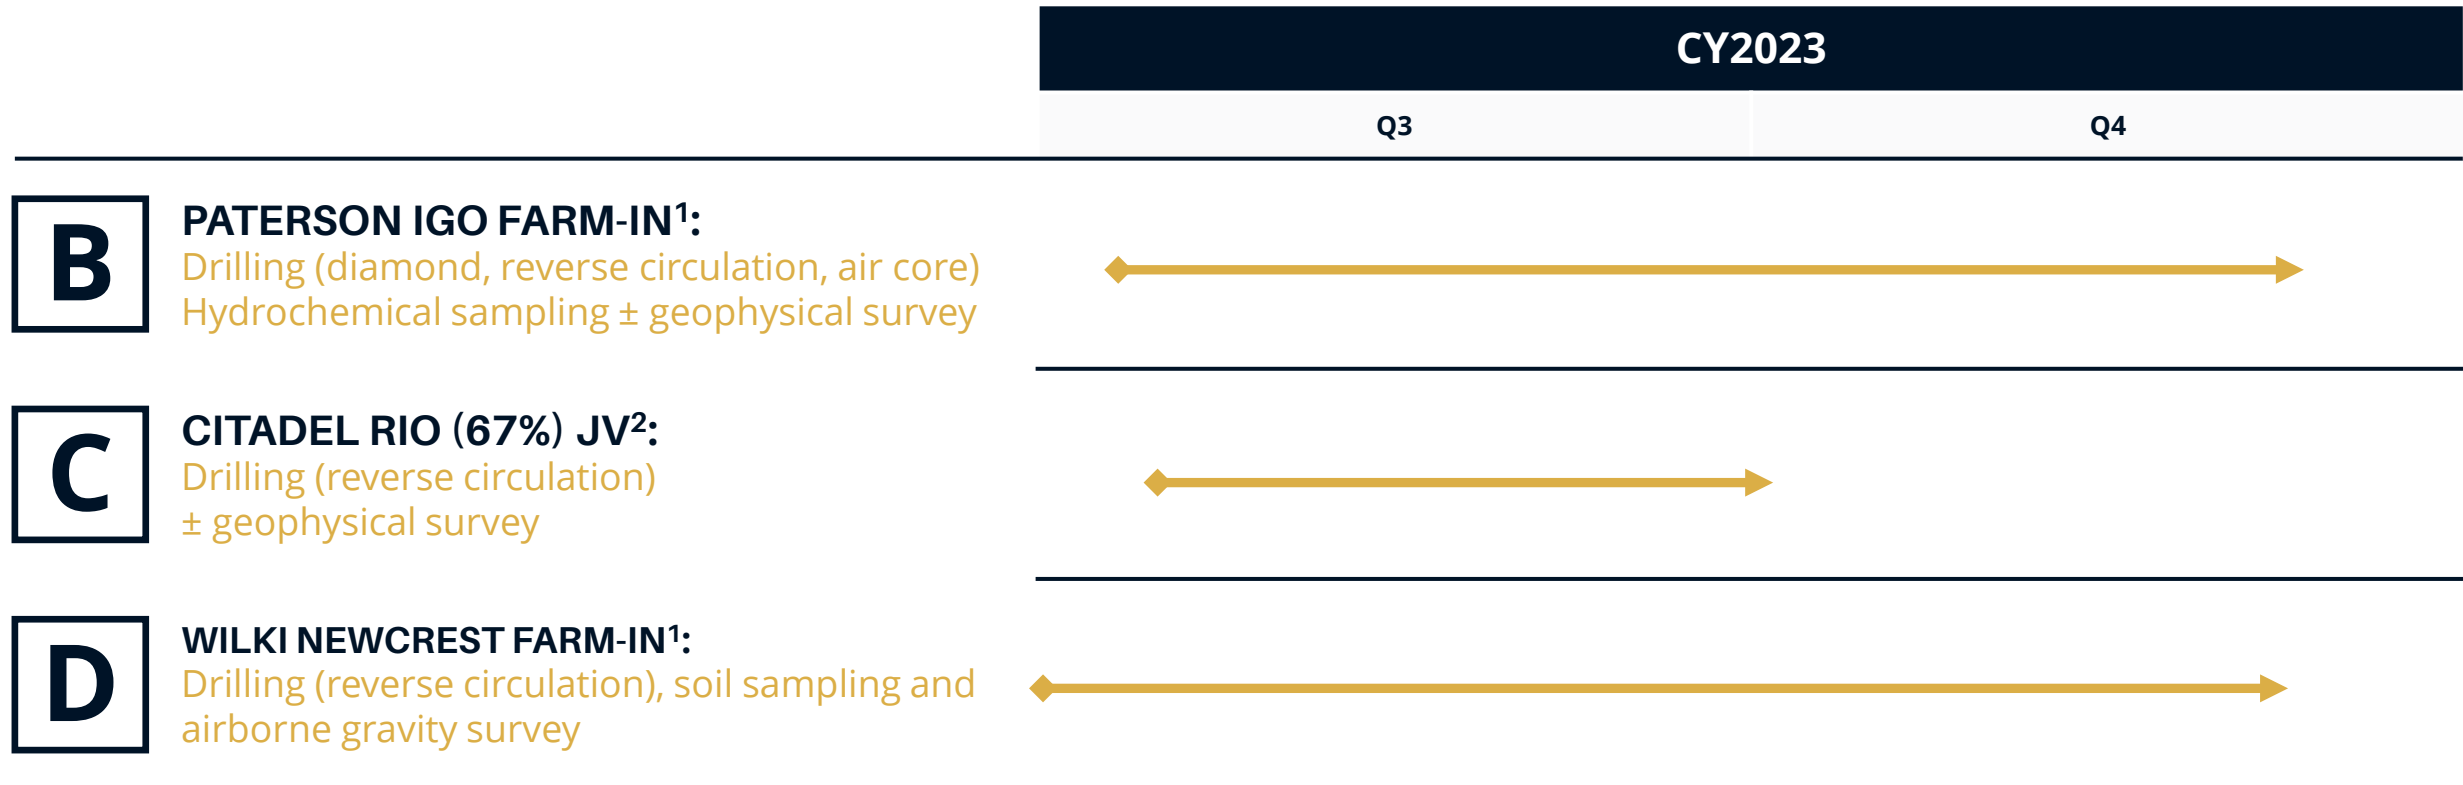 CY2023
Q3 Q4
B
PATERSON IGO FARM-IN¹:
Drilling (diamond, reverse circulation, air core)
Hydrochemical sampling ± geophysical survey
C
CITADEL RIO (67%) JV²:
Drilling (reverse circulation)
± geophysical survey
D
WILKI NEWCREST FARM-IN¹:
Drilling (reverse circulation), soil sampling and
airborne gravity survey